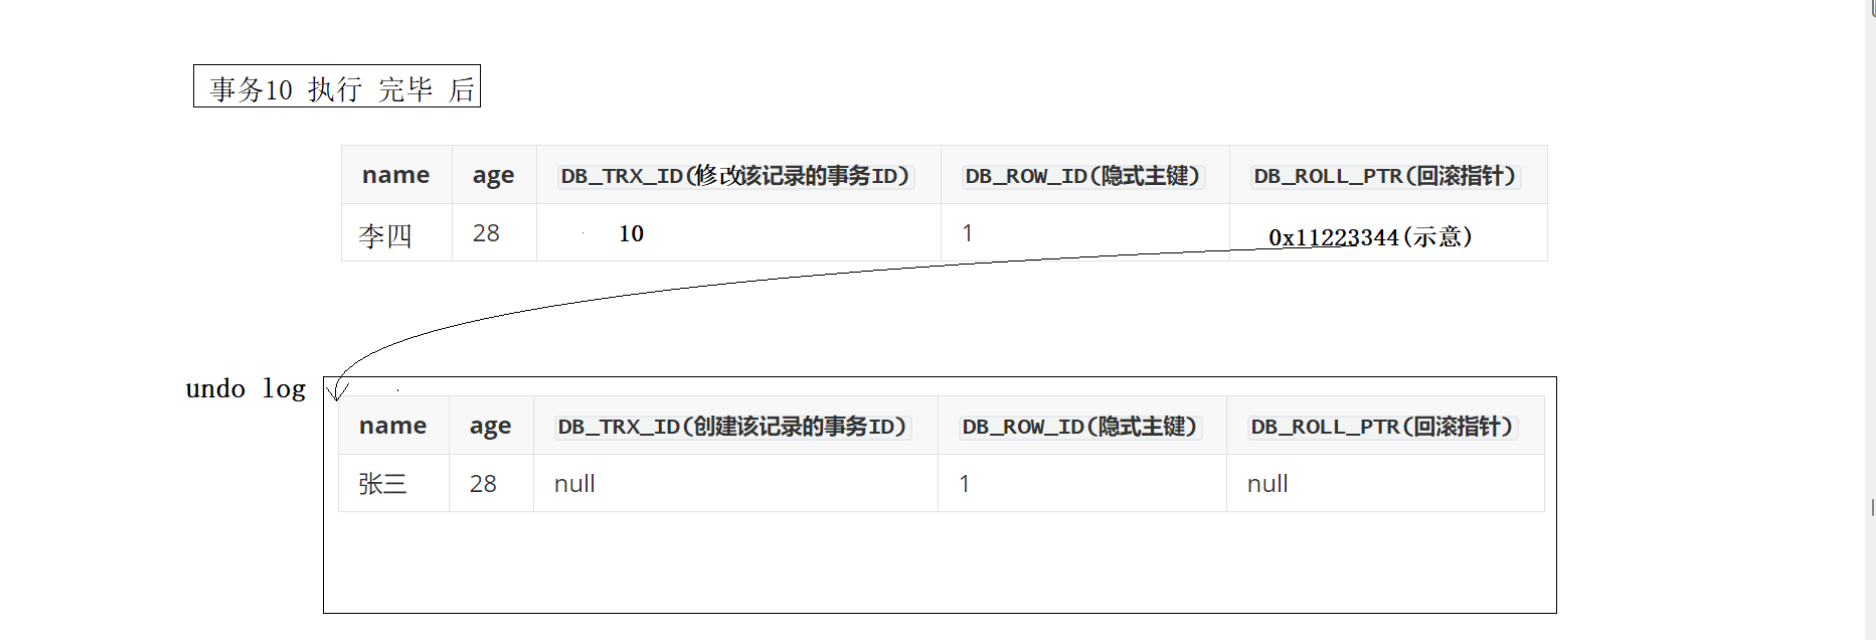 事务10 执行 完毕 后
name age DB_TRX_ID(修改该记录的事务ID) DB_ROW_ID(隐式主键) DB_ROLL_PTR(回滚指针)
李四 28 10 1 0x11223344(示意)
undo log
name age DB_TRX_ID(创建该记录的事务ID) DB_ROW_ID(隐式主键) DB_ROLL_PTR(回滚指针)
张三 28 null 1 null